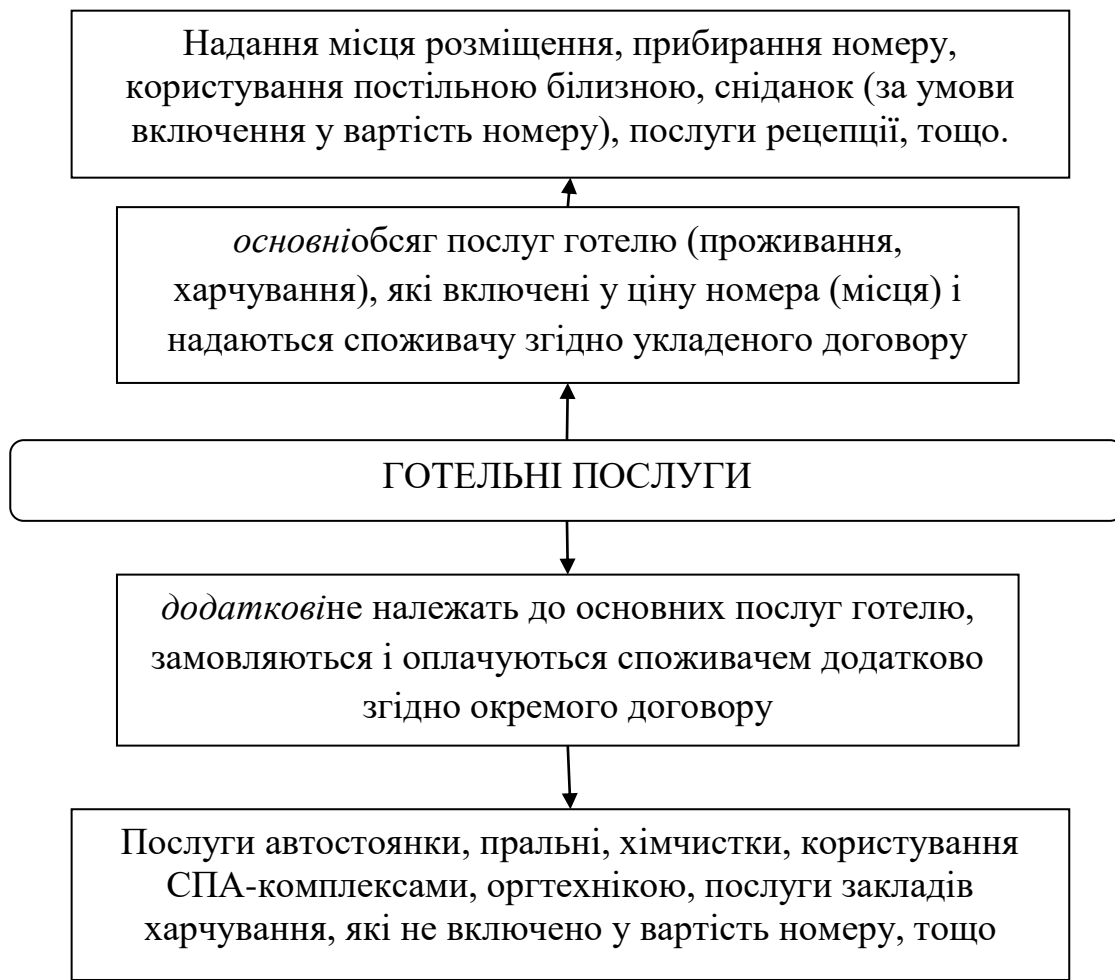 Надання місця розміщення, прибирання номеру,
користування постільною білизною, сніданок (за умови
включення у вартість номеру), послуги рецепції, тощо.
основніобсяг послуг готелю (проживання,
харчування), які включені у ціну номера (місця) і
надаються споживачу згідно укладеного договору
ГОТЕЛЬНІ ПОСЛУГИ
додатковіне належать до основних послуг готелю,
замовляються і оплачуються споживачем додатково
згідно окремого договору
Послуги автостоянки, пральні, хімчистки, користування
СПА-комплексами, оргтехнікою, послуги закладів
харчування, які не включено у вартість номеру, тощо